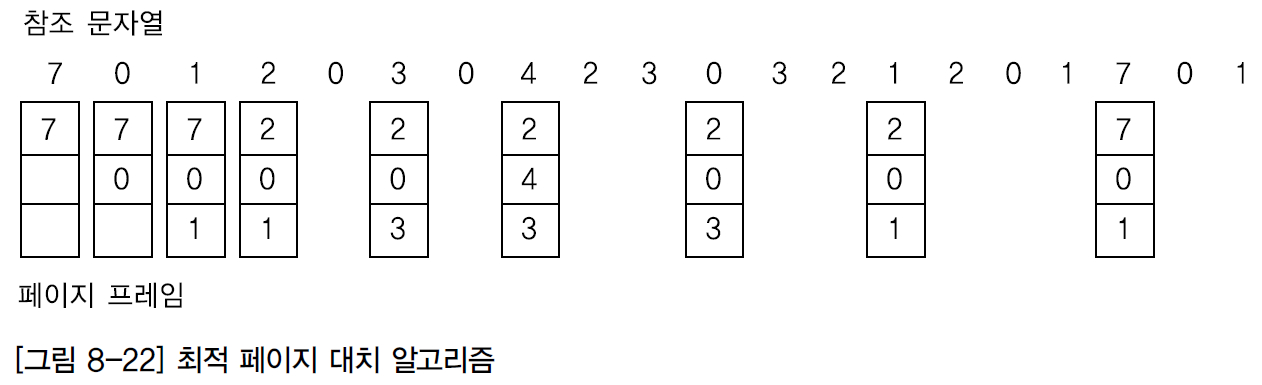 참조 문자열
7 0 1 2 0 3 0 4 2 3 0 3 2 1 2 0 1 7 0 1
7 7 7 2 2 2 2 2 7
0 0 0 0 4 0 0 0
1 1 3 3 3 1 1
페이지 프레임
[그림 8-22] 최적 페이지 대치 알고리즘